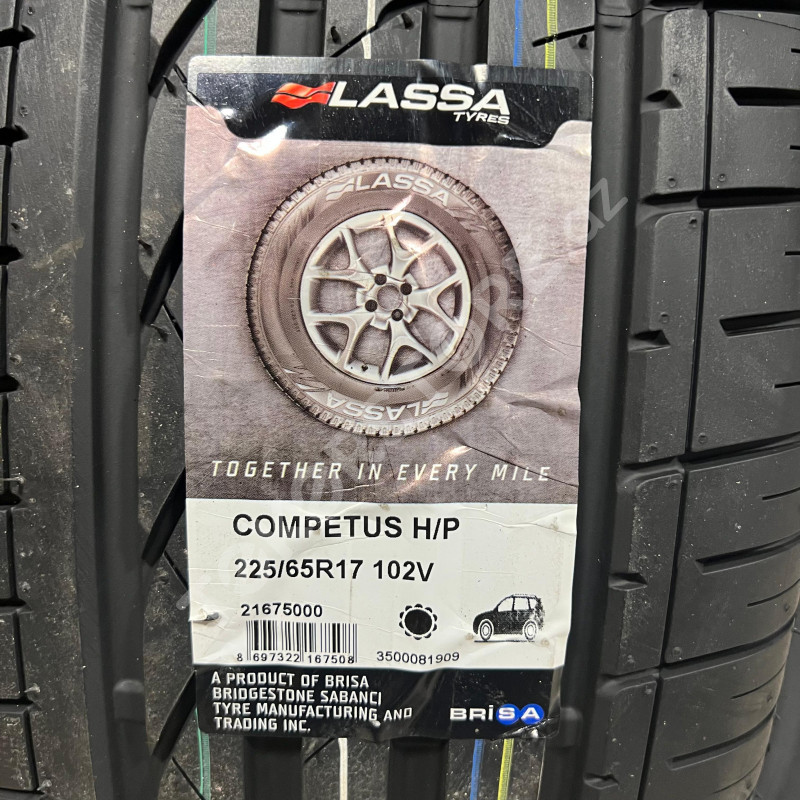 LASSA
TYRES
LASSA
LASSA
TOGETHER IN EVERY MILE
COMPETUS H/P
225/65R17 102V
21675000
8 697322 167508
3500081909
A PRODUCT OF BRISA
BRIDGESTONE SABANCI
TYRE MANUFACTURING AND
TRADING INC.
BRiSA